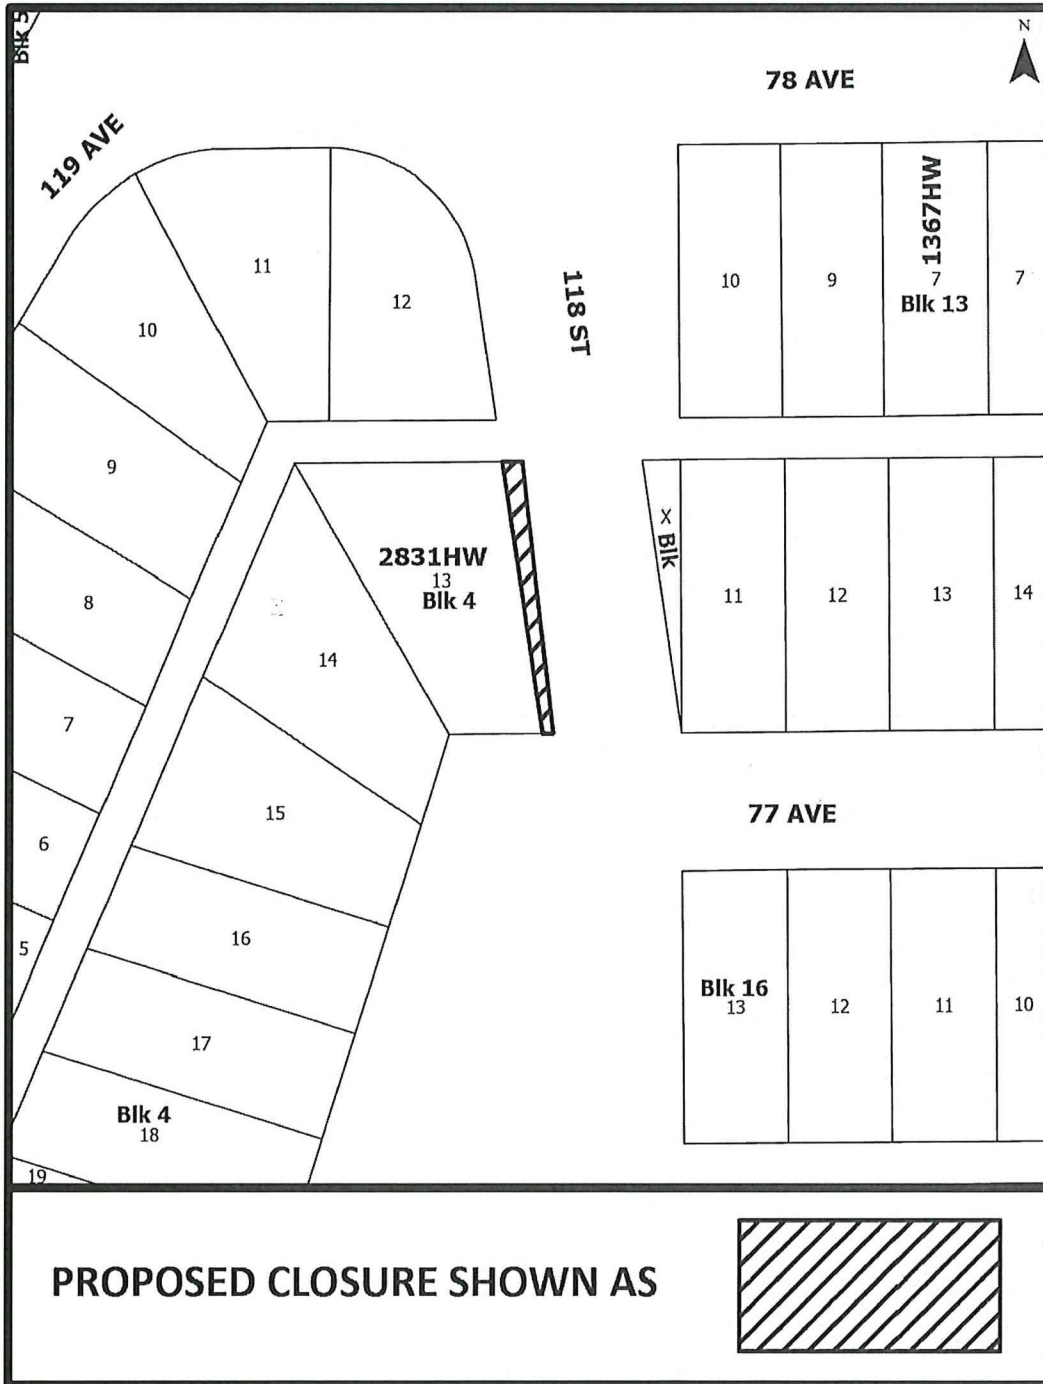 Blk 5
N
78 AVE
119 AVE
1367HW
11
12
10
118 ST
10
9
7
Blk 13
7
9
2831HW
13
Blk 4
X
Blk
11
12
13
14
8
14
7
15
77 AVE
6
16
5
Blk 16
13
12
11
10
17
Blk 4
18
19
PROPOSED CLOSURE SHOWN AS